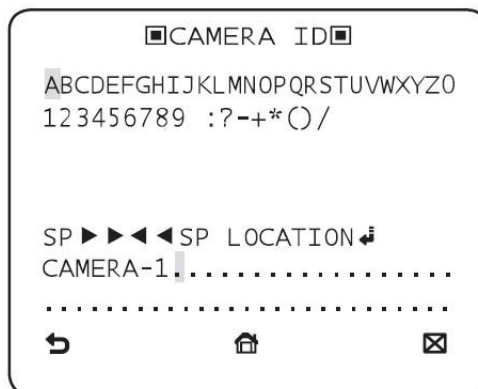 ▣CAMERA ID▣
ABCDEFGHIJKLMNOPQRSTUVWXYZ0
123456789 :?-+*()/
SP►►◄◄SP LOCATION↲
CAMERA-1..................
...........................